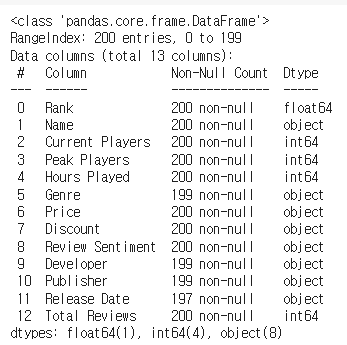 <class 'pandas.core.frame.DataFrame'>
RangeIndex: 200 entries, 0 to 199
Data columns (total 13 columns):
 #   Column            Non-Null Count  Dtype
---  ------            --------------  -----
 0   Rank              200 non-null    float64
 1   Name              200 non-null    object
 2   Current Players   200 non-null    int64
 3   Peak Players      200 non-null    int64
 4   Hours Played      200 non-null    int64
 5   Genre             199 non-null    object
 6   Price             200 non-null    object
 7   Discount          200 non-null    object
 8   Review Sentiment  200 non-null    object
 9   Developer         199 non-null    object
 10  Publisher         199 non-null    object
 11  Release Date      197 non-null    object
 12  Total Reviews     200 non-null    int64
dtypes: float64(1), int64(4), object(8)